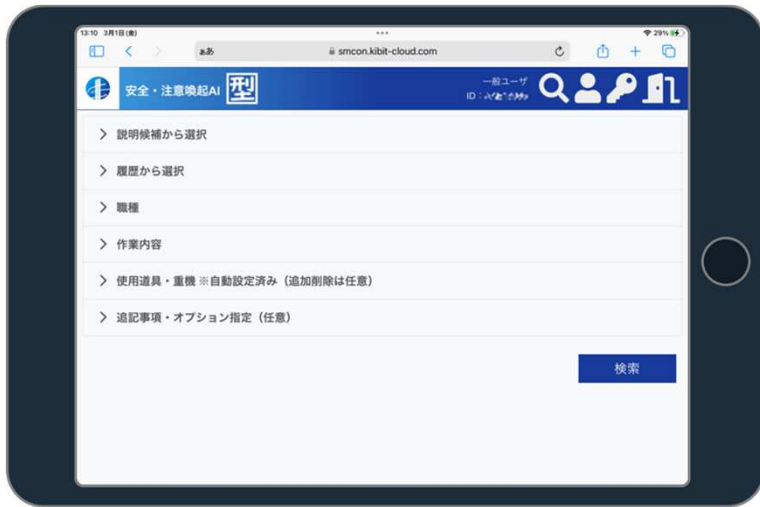 13:10 3月1日(金)
29%
ぁあ smcon.kibit-cloud.com
安全・注意喚起AI 型
一般ユーザ
ID:
説明候補から選択
履歴から選択
職種
作業内容
使用道具・重機 ※自動設定済み（追加削除は任意）
追記事項・オプション指定（任意）
検索